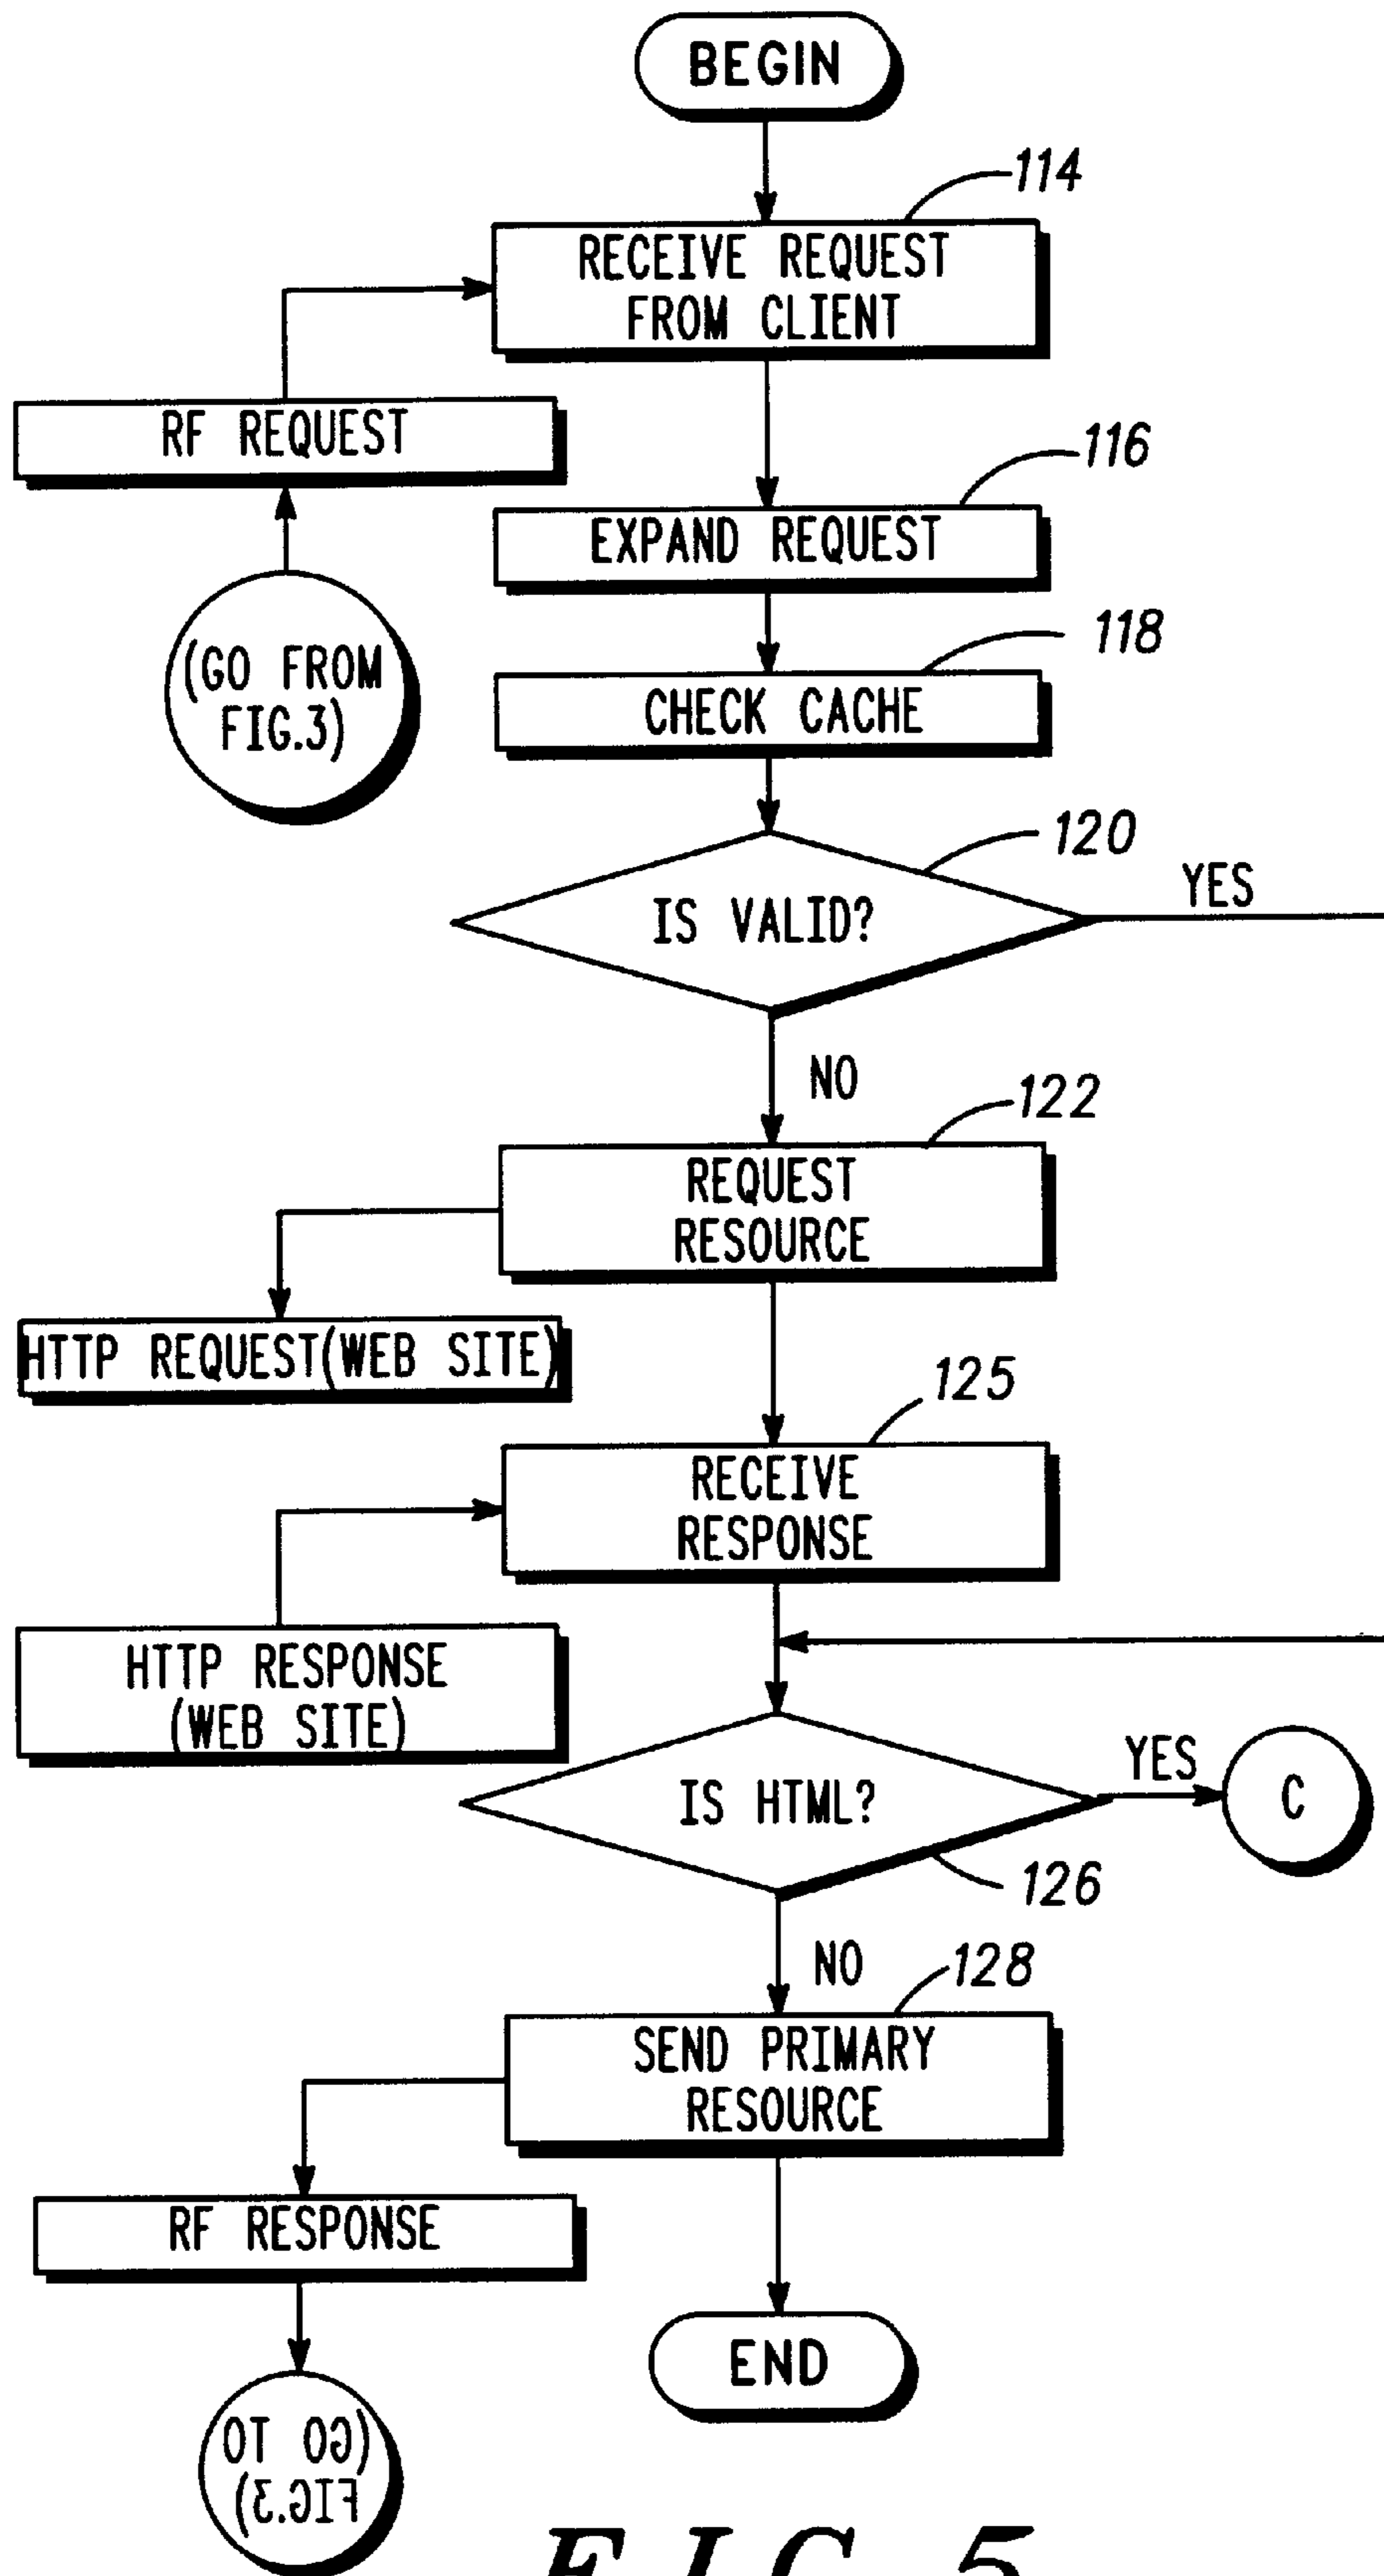 BEGIN
114
RECEIVE REQUEST
FROM CLIENT
RF REQUEST
116
EXPAND REQUEST
(GO FROM
FIG.3)
118
CHECK CACHE
120
IS VALID?
YES
NO
122
REQUEST
RESOURCE
HTTP REQUEST(WEB SITE)
125
RECEIVE
RESPONSE
HTTP RESPONSE
(WEB SITE)
IS HTML?
YES
C
126
NO
128
SEND PRIMARY
RESOURCE
RF RESPONSE
END
(GO TO
FIG.3)
FIG. 5